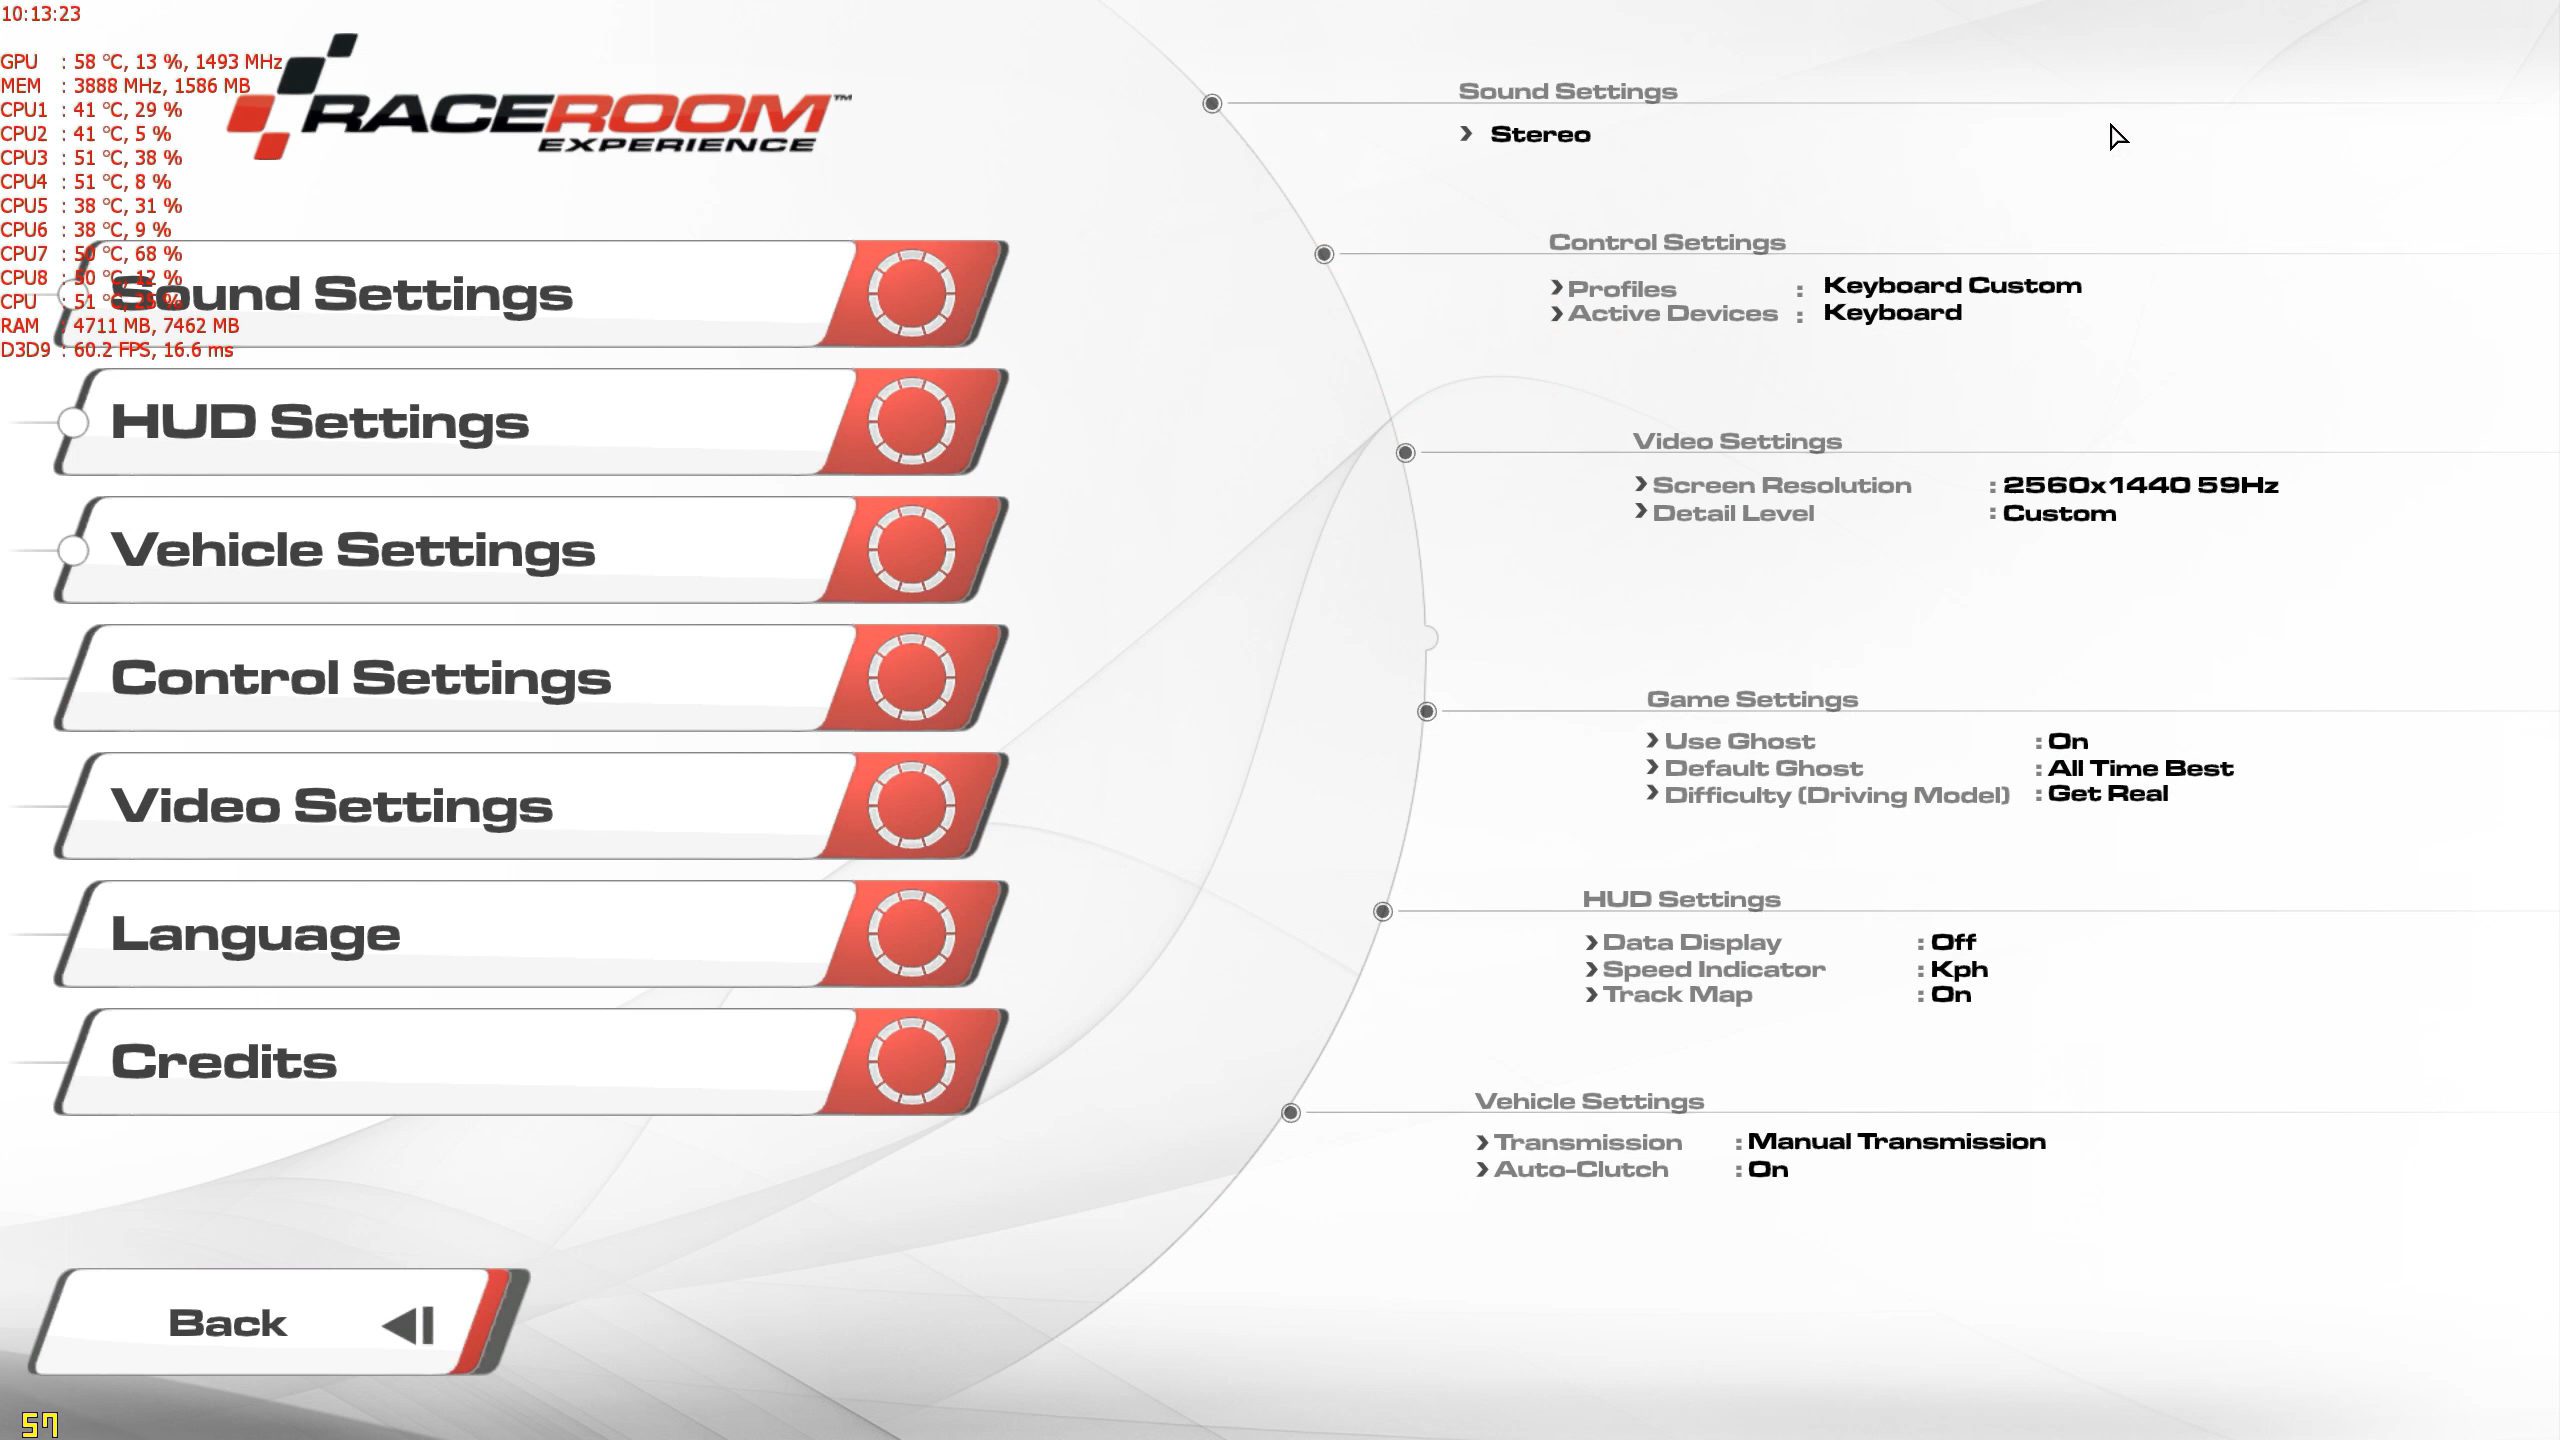 10:13:23
GPU : 58 °C, 13 %, 1493 MHz
MEM : 3888 MHz, 1586 MB
CPU1 : 41 °C, 29 %
CPU2 : 41 °C, 5 %
CPU3 : 51 °C, 38 %
CPU4 : 51 °C, 8 %
CPU5 : 38 °C, 31 %
CPU6 : 38 °C, 9 %
CPU7 : 50 °C, 68 %
CPU8 : 50 °C, 12 %
CPU : 51 °C, 25 %
RAM : 4711 MB, 7462 MB
D3D9 : 60.2 FPS, 16.6 ms
RACEROOM™
EXPERIENCE
Sound Settings
HUD Settings
Vehicle Settings
Control Settings
Video Settings
Language
Credits
Back
57
Sound Settings
Stereo
Control Settings
Profiles : Keyboard Custom
Active Devices : Keyboard
Video Settings
Screen Resolution : 2560x1440 59Hz
Detail Level : Custom
Game Settings
Use Ghost : On
Default Ghost : All Time Best
Difficulty (Driving Model) : Get Real
HUD Settings
Data Display : Off
Speed Indicator : Kph
Track Map : On
Vehicle Settings
Transmission : Manual Transmission
Auto-Clutch : On